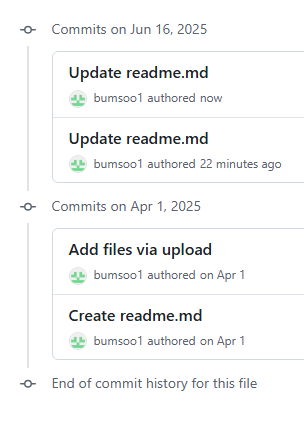 Commits on Jun 16, 2025
Update readme.md
bumsoo1 authored now
Update readme.md
bumsoo1 authored 22 minutes ago
Commits on Apr 1, 2025
Add files via upload
bumsoo1 authored on Apr 1
Create readme.md
bumsoo1 authored on Apr 1
End of commit history for this file